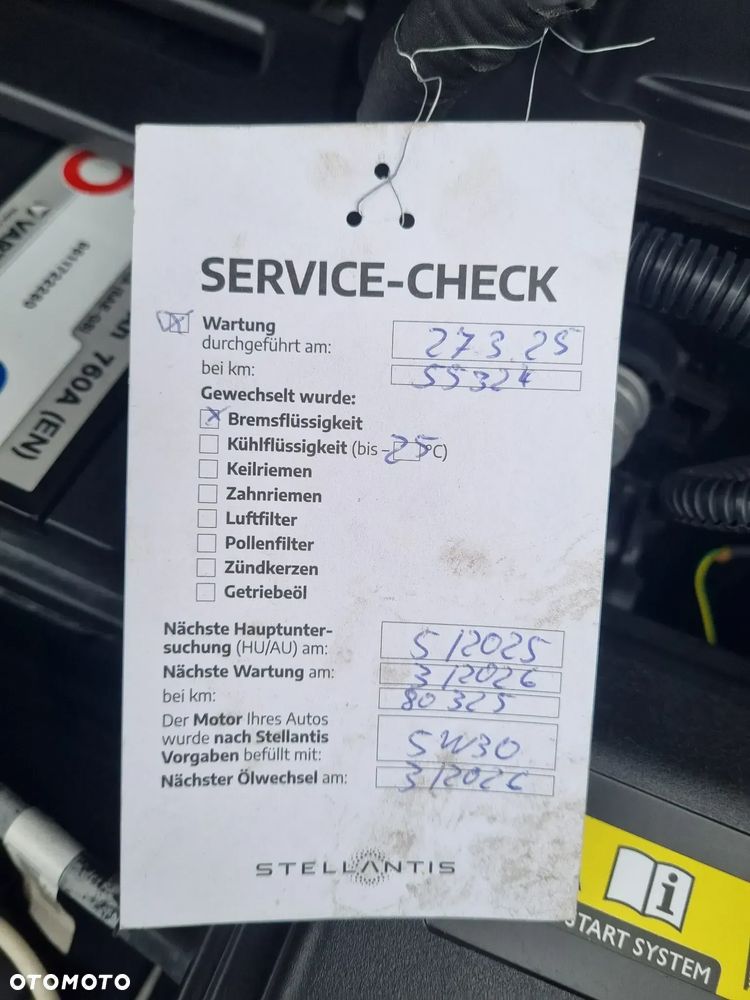 SERVICE-CHECK
Wartung
durchgeführt am: 27.3.25
bei km: 55324
Gewechselt wurde:
Bremsflüssigkeit
Kühlflüssigkeit (bis -25°C)
Keilriemen
Zahnriemen
Luftfilter
Pollenfilter
Zündkerzen
Getriebeöl
Nächste Hauptunter-
suchung (HU/AU) am: 5/2025
Nächste Wartung am: 3/2026
bei km: 80325
Der Motor Ihres Autos
wurde nach Stellantis
Vorgaben befüllt mit: 5W30
Nächster Ölwechsel am: 3/2026
STELLANTIS
760A (EN)
START SYSTEM
OTOMOTO